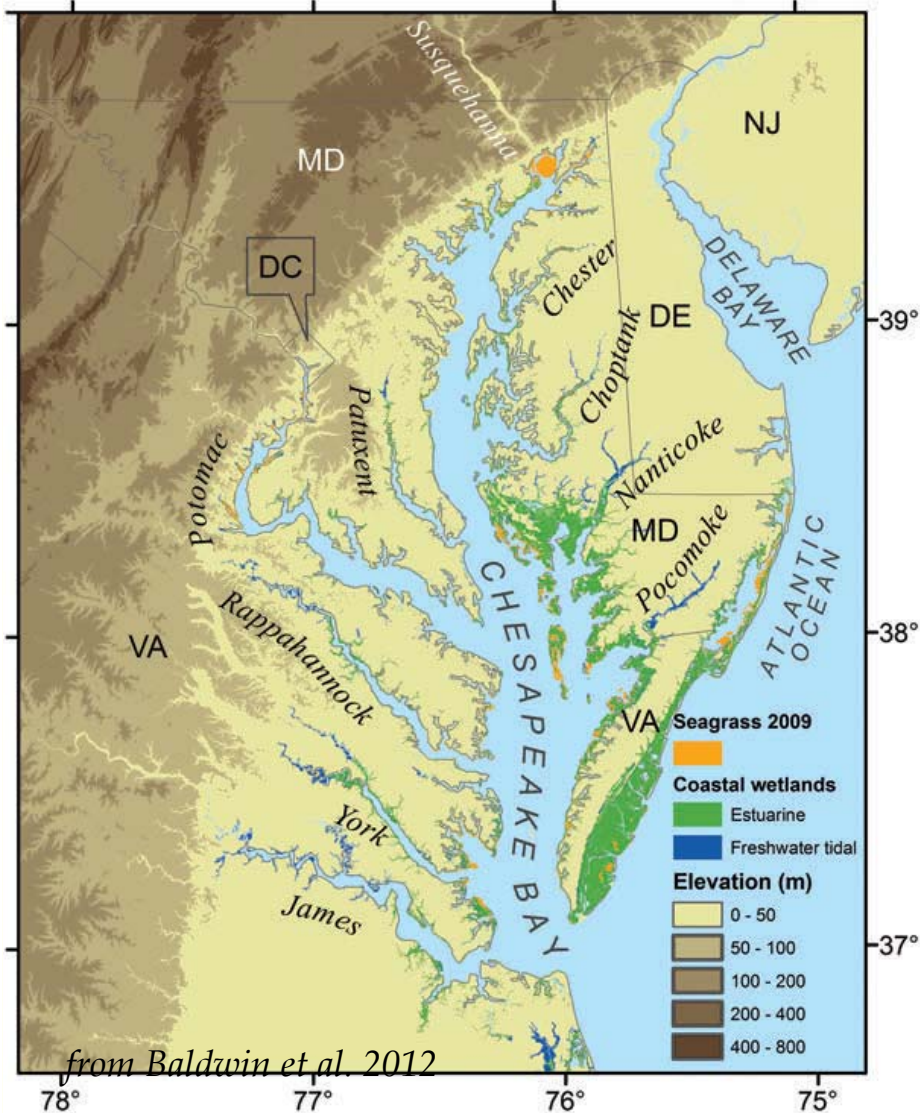 Susquehanna
NJ
MD
DC
DELAWARE
BAY
Chester
DE
39°
Choptank
Patuxent
Potomac
Nanticoke
MD
Pocomoke
ATLANTIC
OCEAN
CHESAPEAKE BAY
Rappahannock
38°
VA
VA
York
James
Seagrass 2009
Coastal wetlands
Estuarine
Freshwater tidal
Elevation (m)
0 - 50
37°
50 - 100
100 - 200
200 - 400
400 - 800
from Baldwin et al. 2012
78°
77°
76°
75°